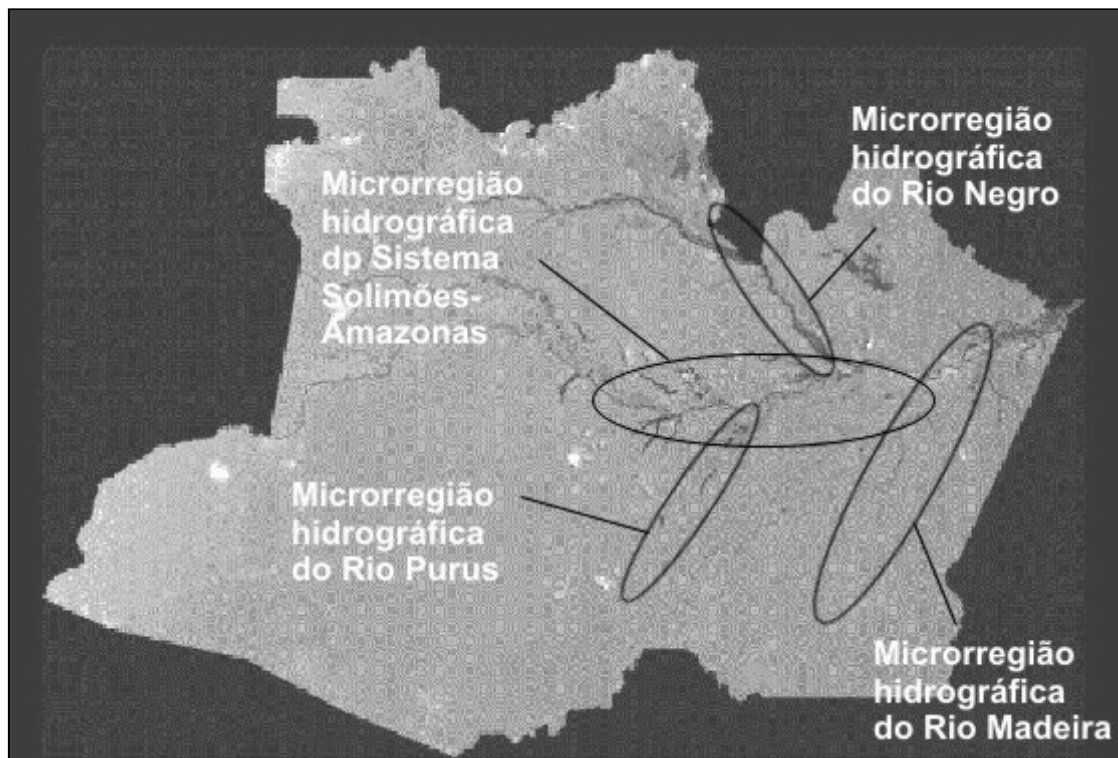 Microrregião
hidrográfica
do Rio Negro
Microrregião
hidrográfica
dp Sistema
Solimões-
Amazonas
Microrregião
hidrográfica
do Rio Purus
Microrregião
hidrográfica
do Rio Madeira